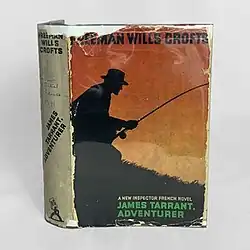 FREEMAN
WILLS
CROFTS
JAMES
TARRANT,
ADVENTURER
FREEMAN WILLS CROFTS
A NEW INSPECTOR FRENCH NOVEL
JAMES TARRANT,
ADVENTURER